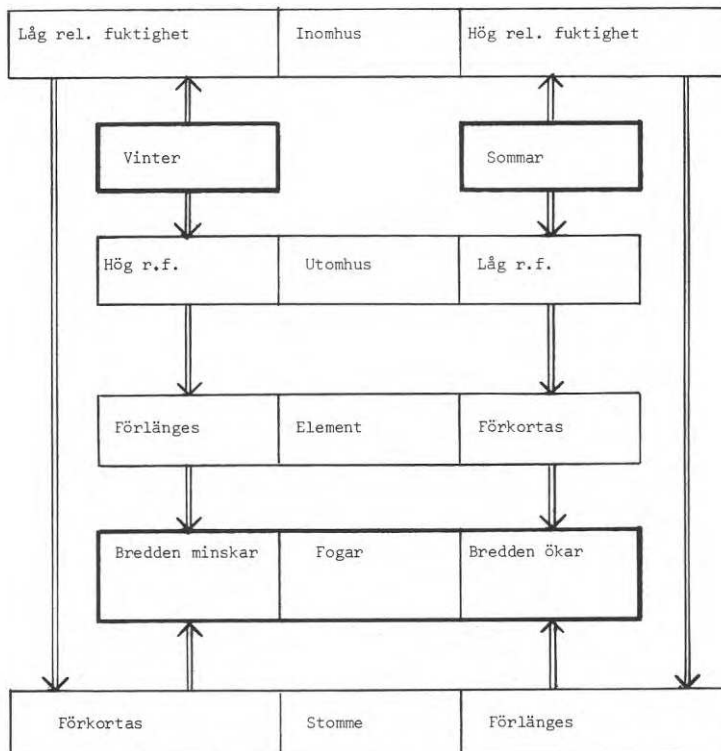 Låg rel. fuktighet Inomhus Hög rel. fuktighet
Vinter Sommar
Hög r.f. Utomhus Låg r.f.
Förlänges Element Förkortas
Bredden minskar Fogar Bredden ökar
Förkortas Stomme Förlänges